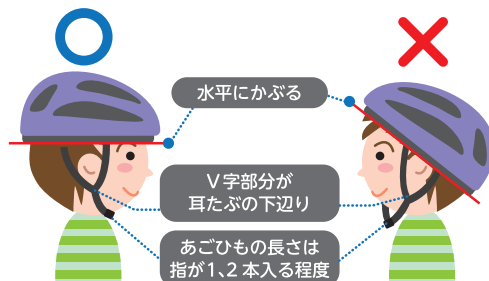 水平にかぶる
V字部分が
耳たぶの下辺り
あごひもの長さは
指が1、2本入る程度